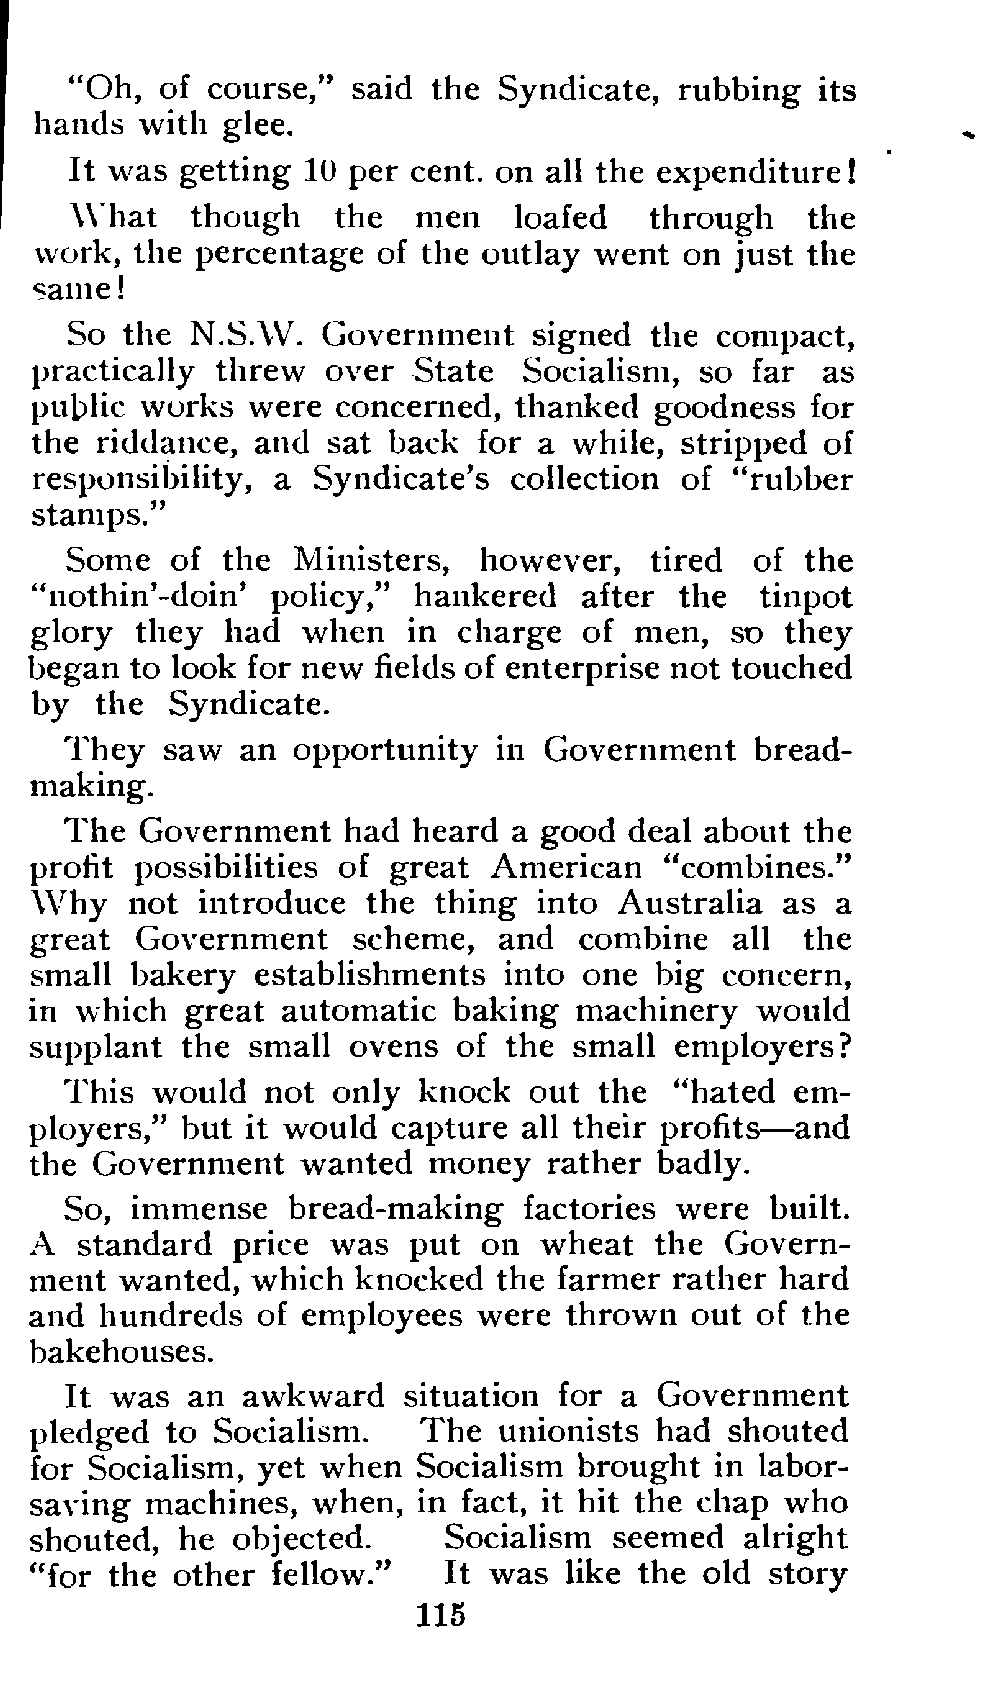 “Oh, of course,” said the Syndicate, rubbing its
hands with glee.
It was getting 10 per cent. on all the expenditure!
What though the men loafed through the
work, the percentage of the outlay went on just the
same!
So the N.S.W. Government signed the compact,
practically threw over State Socialism, so far as
public works were concerned, thanked goodness for
the riddance, and sat back for a while, stripped of
responsibility, a Syndicate’s collection of “rubber
stamps.”
Some of the Ministers, however, tired of the
“nothin’-doin’ policy,” hankered after the tinpot
glory they had when in charge of men, so they
began to look for new fields of enterprise not touched
by the Syndicate.
They saw an opportunity in Government bread-
making.
The Government had heard a good deal about the
profit possibilities of great American “combines.”
Why not introduce the thing into Australia as a
great Government scheme, and combine all the
small bakery establishments into one big concern,
in which great automatic baking machinery would
supplant the small ovens of the small employers?
This would not only knock out the “hated em-
ployers,” but it would capture all their profits—and
the Government wanted money rather badly.
So, immense bread-making factories were built.
A standard price was put on wheat the Govern-
ment wanted, which knocked the farmer rather hard
and hundreds of employees were thrown out of the
bakehouses.
It was an awkward situation for a Government
pledged to Socialism. The unionists had shouted
for Socialism, yet when Socialism brought in labor-
saving machines, when, in fact, it hit the chap who
shouted, he objected. Socialism seemed alright
“for the other fellow.” It was like the old story
115